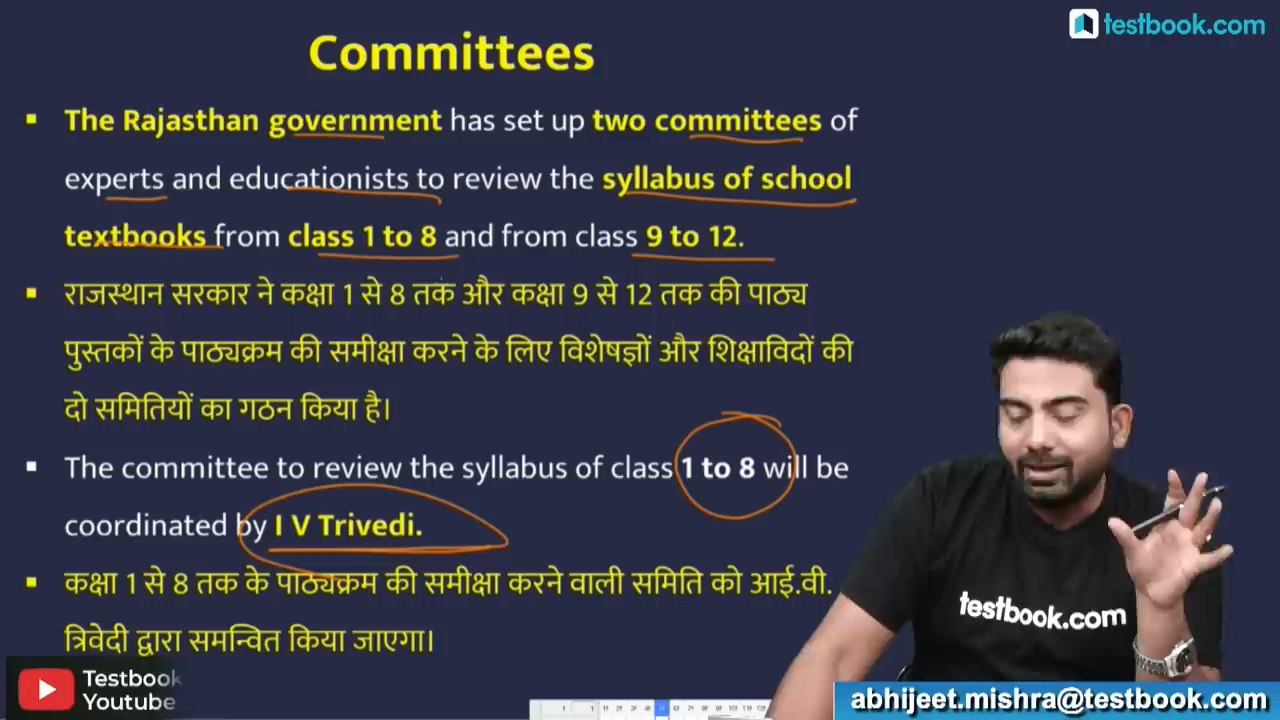 testbook.com
Committees
▪ The Rajasthan government has set up two committees of
experts and educationists to review the syllabus of school
textbooks from class 1 to 8 and from class 9 to 12.
▪ राजस्थान सरकार ने कक्षा 1 से 8 तक और कक्षा 9 से 12 तक की पाठ्य
पुस्तकों के पाठ्यक्रम की समीक्षा करने के लिए विशेषज्ञों और शिक्षाविदों की
दो समितियों का गठन किया है।
▪ The committee to review the syllabus of class 1 to 8 will be
coordinated by I V Trivedi.
▪ कक्षा 1 से 8 तक के पाठ्यक्रम की समीक्षा करने वाली समिति को आई.वी.
त्रिवेदी द्वारा समन्वित किया जाएगा।
testbook.com
Testbook
Youtube
abhijeet.mishra@testbook.com